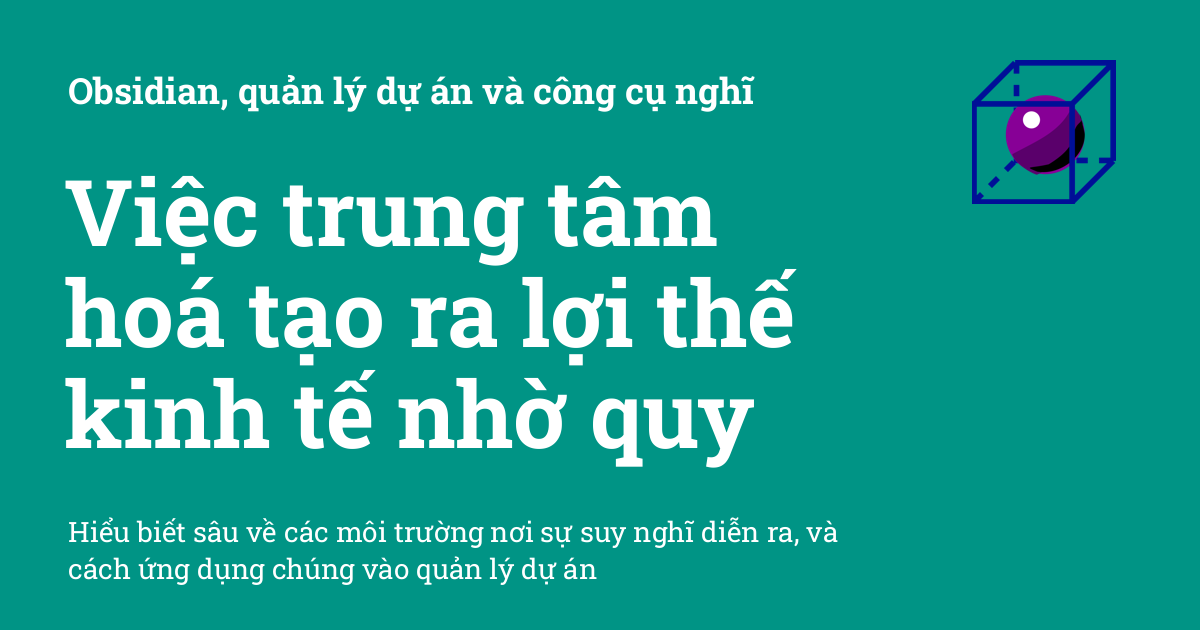 Obsidian, quản lý dự án và công cụ nghĩ
Việc trung tâm
hoá tạo ra lợi thế
kinh tế nhờ quy
Hiểu biết sâu về các môi trường nơi sự suy nghĩ diễn ra, và
cách ứng dụng chúng vào quản lý dự án